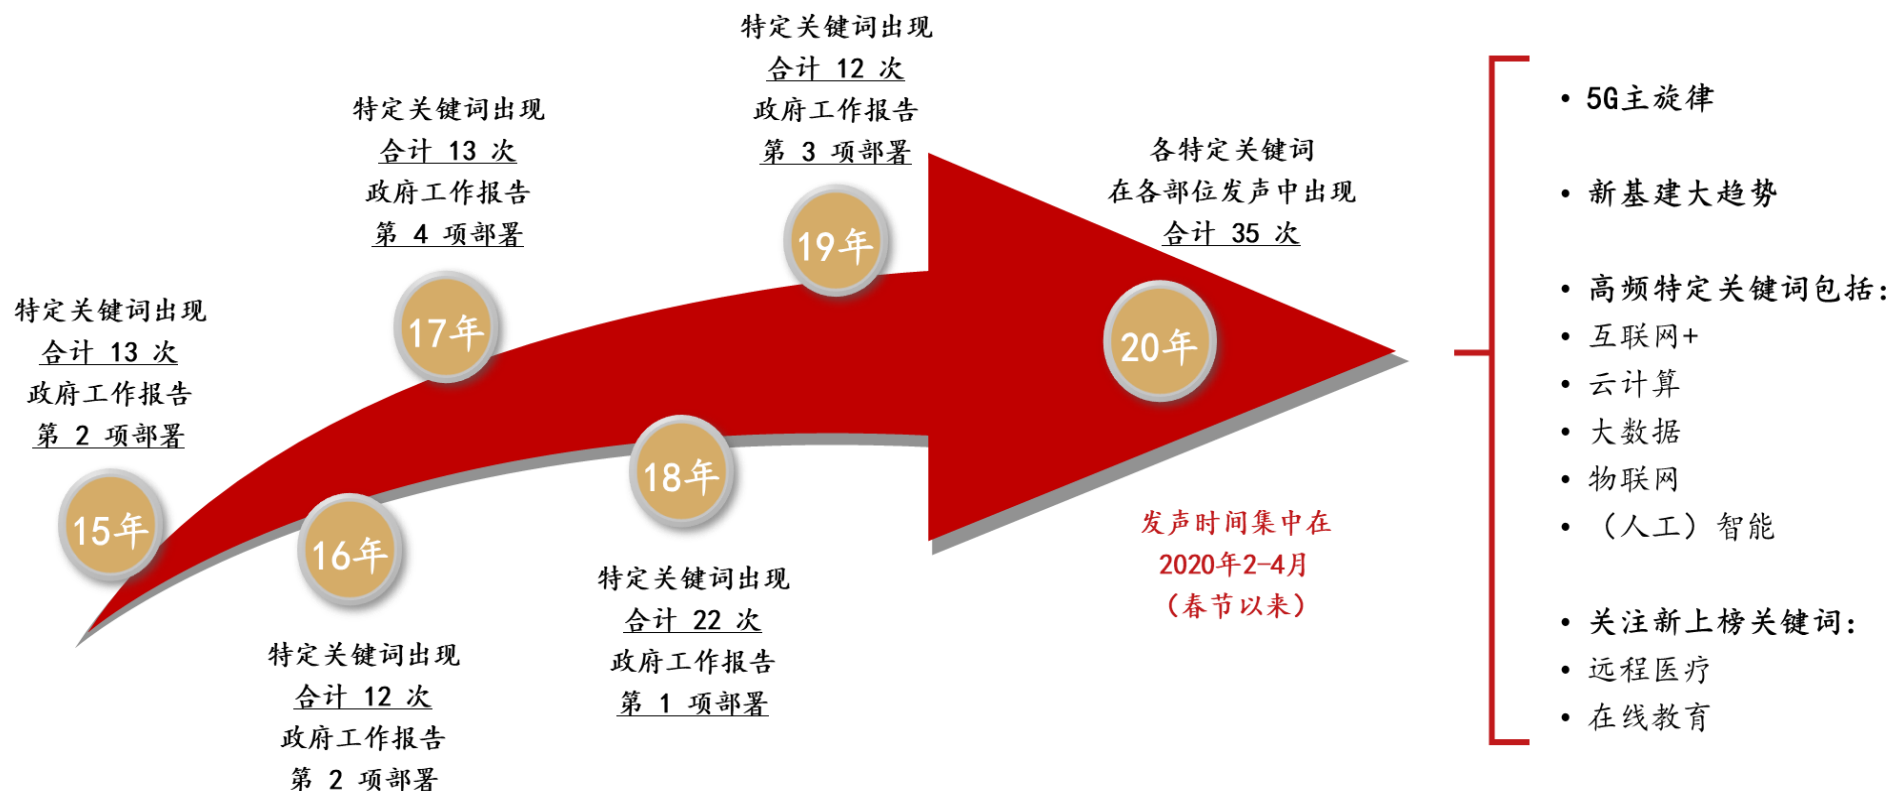 特定关键词出现
合计 13 次
政府工作报告
第 2 项部署
15年
特定关键词出现
合计 12 次
政府工作报告
第 2 项部署
16年
特定关键词出现
合计 13 次
政府工作报告
第 4 项部署
17年
特定关键词出现
合计 22 次
政府工作报告
第 1 项部署
18年
特定关键词出现
合计 12 次
政府工作报告
第 3 项部署
19年
各特定关键词
在各部位发声中出现
合计 35 次
20年
发声时间集中在
2020年2-4月
（春节以来）
• 5G主旋律
• 新基建大趋势
• 高频特定关键词包括：
• 互联网+
• 云计算
• 大数据
• 物联网
• （人工）智能
• 关注新上榜关键词：
• 远程医疗
• 在线教育